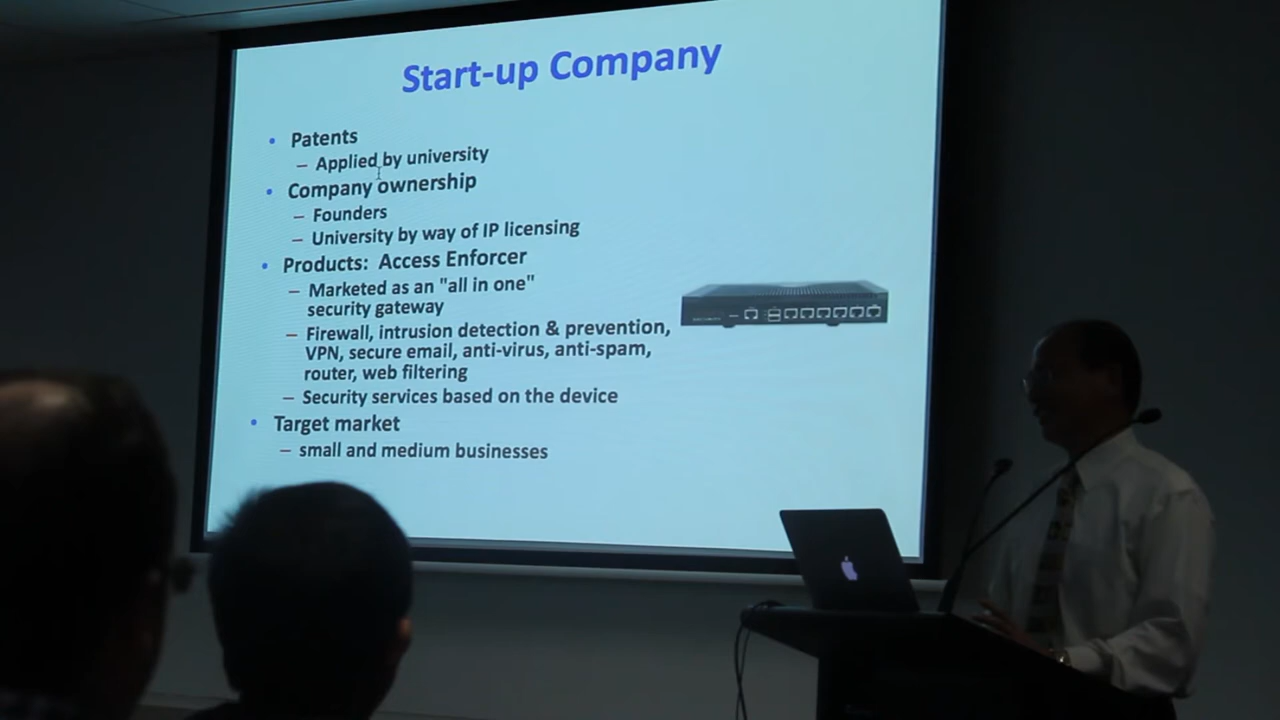 Start-up Company
• Patents
– Applied by university
• Company ownership
– Founders
– University by way of IP licensing
• Products: Access Enforcer
– Marketed as an "all in one"
security gateway
– Firewall, intrusion detection & prevention,
VPN, secure email, anti-virus, anti-spam,
router, web filtering
– Security services based on the device
• Target market
– small and medium businesses